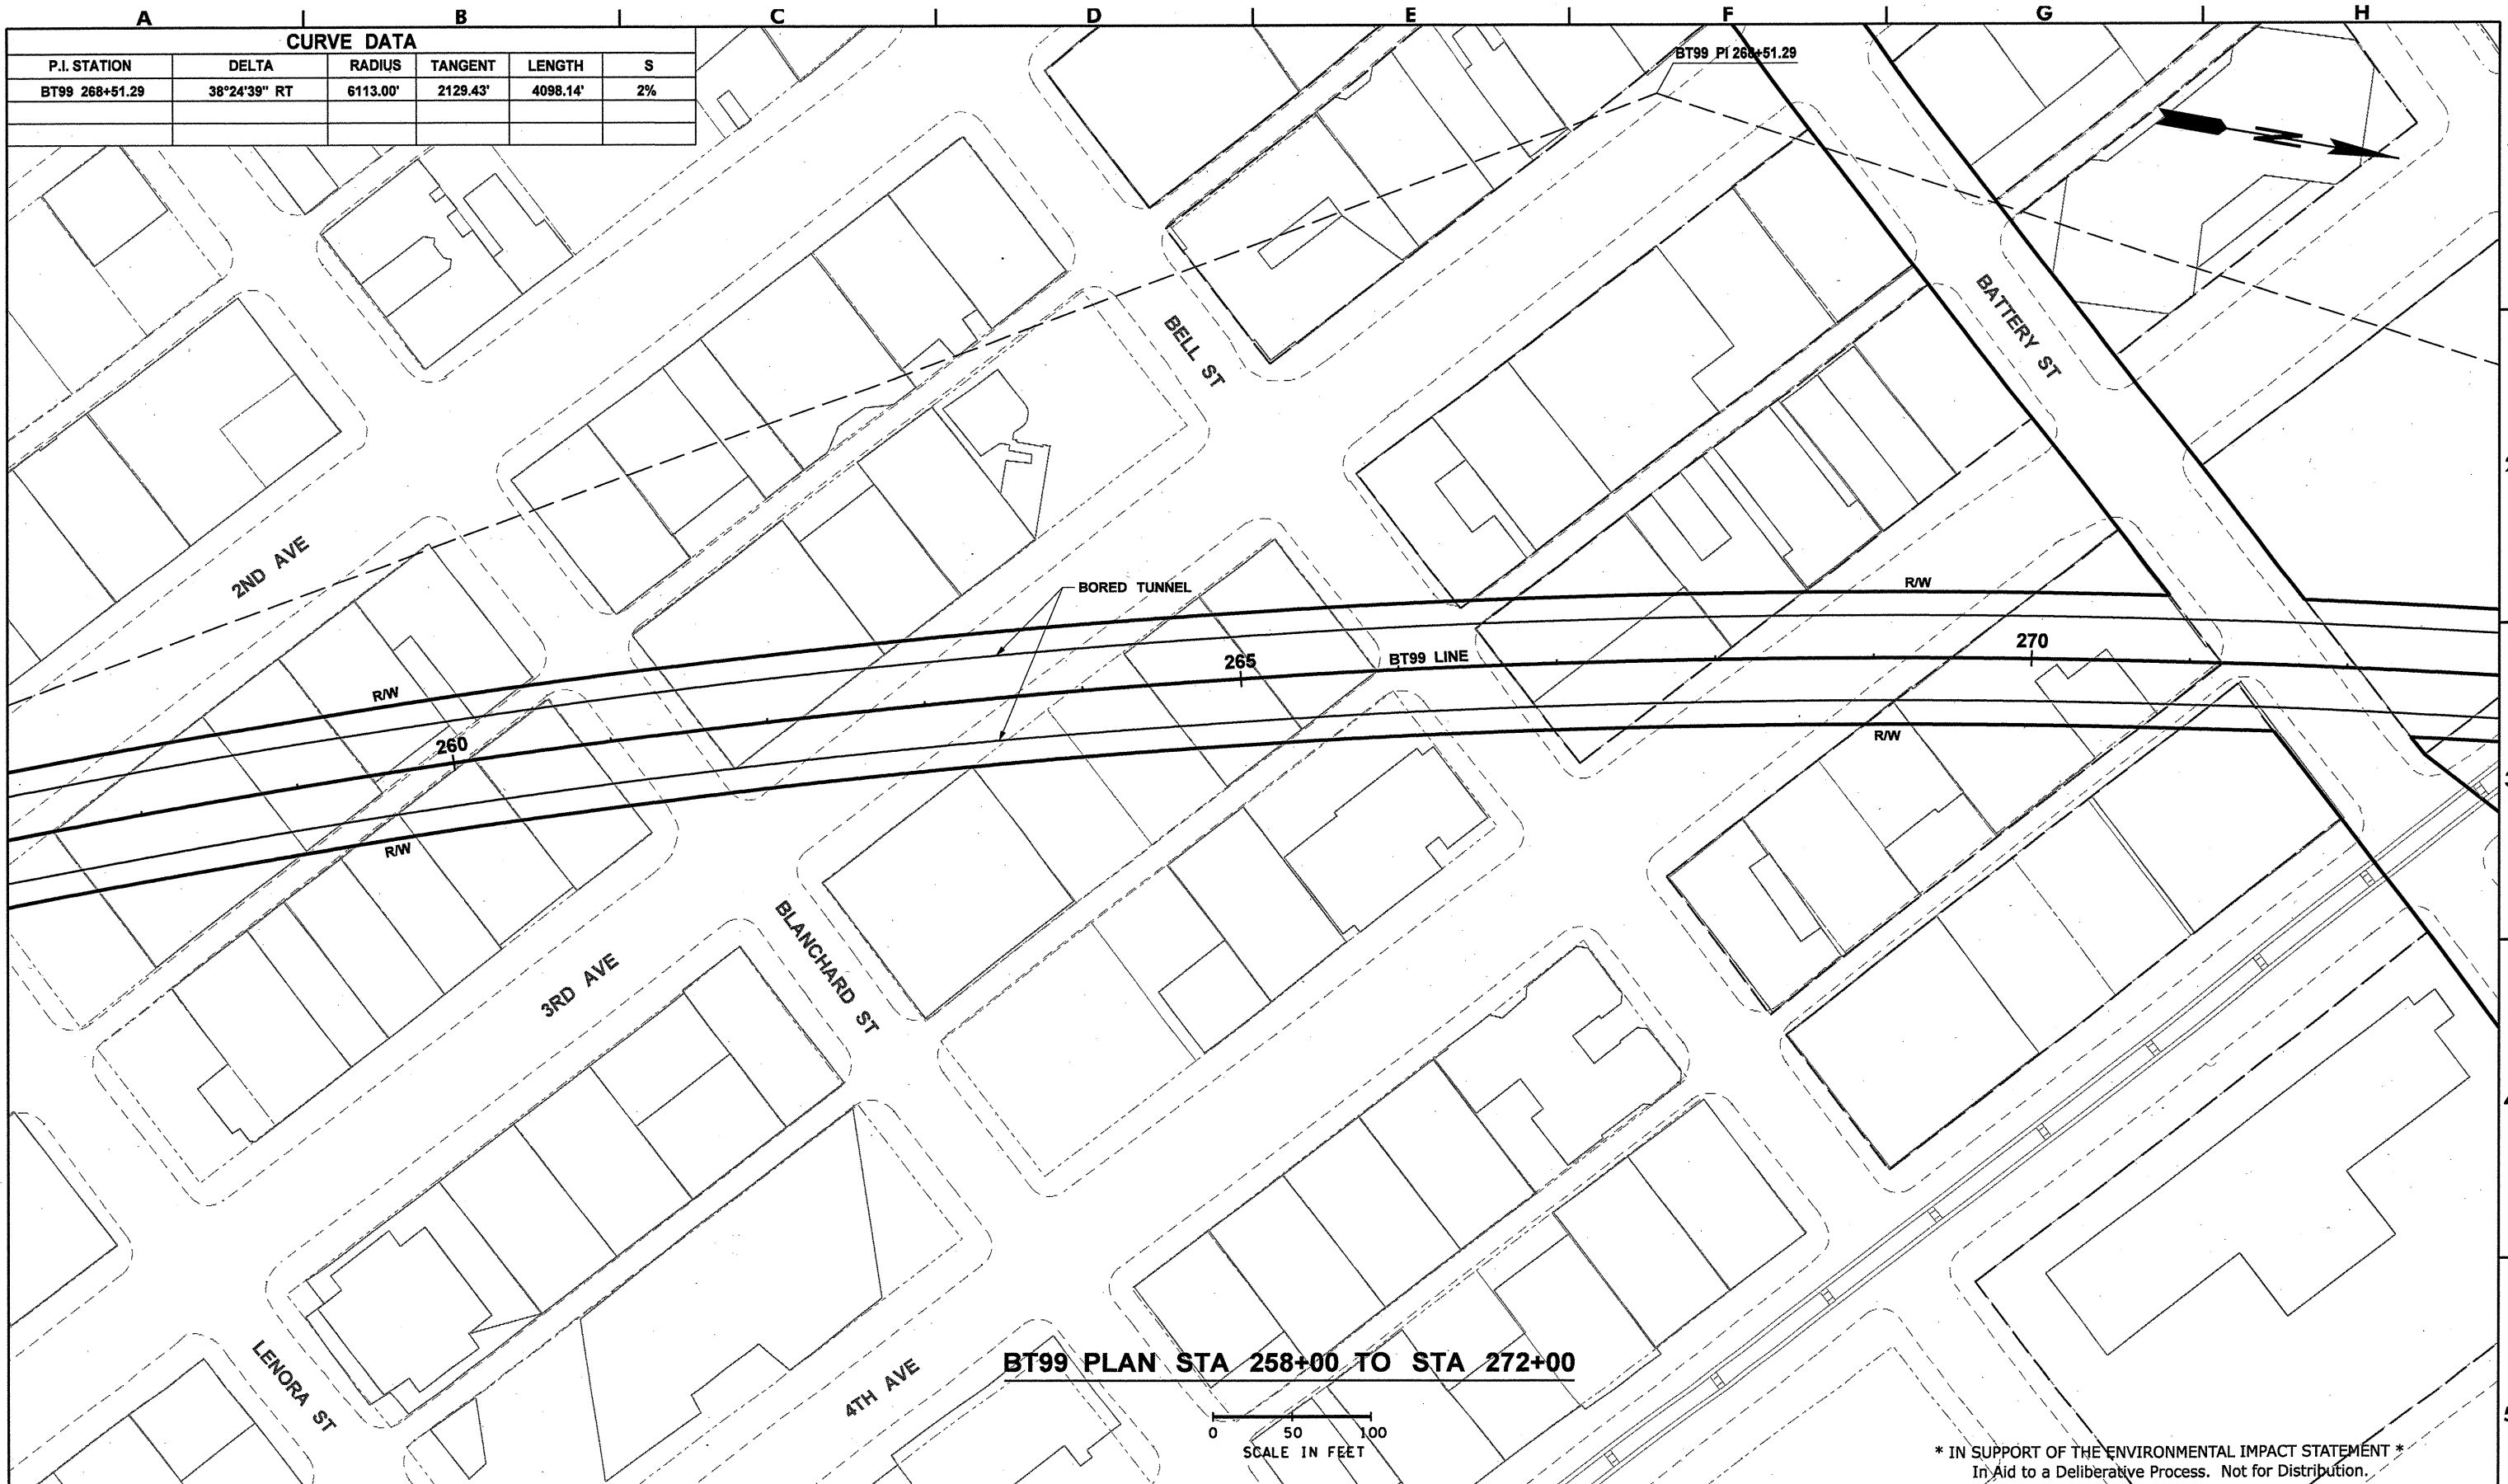 A B C D E F G H
CURVE DATA
P.I. STATION DELTA RADIUS TANGENT LENGTH S
BT99 268+51.29 38°24'39" RT 6113.00' 2129.43' 4098.14' 2%
BT99 PI 268+51.29
N
BELL ST
BATTERY ST
2ND AVE
BORED TUNNEL
R/W
265
BT99 LINE
270
R/W
260
R/W
R/W
BLANCHARD ST
3RD AVE
LENORA ST
4TH AVE
BT99 PLAN STA 258+00 TO STA 272+00
0 50 100
SCALE IN FEET
* IN SUPPORT OF THE ENVIRONMENTAL IMPACT STATEMENT *
In Aid to a Deliberative Process. Not for Distribution.